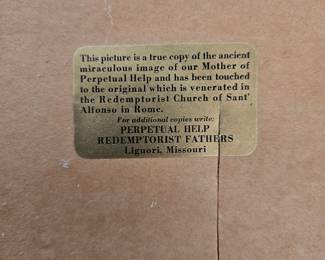 This picture is a true copy of the ancient
miraculous image of our Mother of
Perpetual Help and has been touched
to the original which is venerated in
the Redemptorist Church of Sant'
Alfonso in Rome.
For additional copies write:
PERPETUAL HELP
REDEMPTORIST FATHERS
Liguori, Missouri